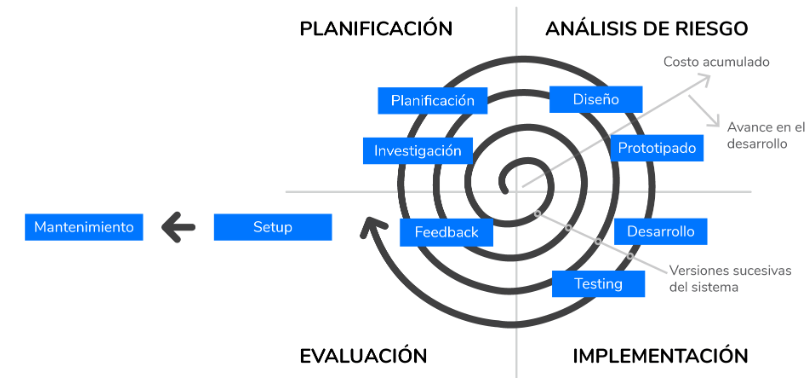 PLANIFICACIÓN
ANÁLISIS DE RIESGO
Costo acumulado
Planificación
Diseño
Avance en el
desarrollo
Investigación
Prototipado
Mantenimiento
Setup
Feedback
Desarrollo
Versiones sucesivas
del sistema
Testing
EVALUACIÓN
IMPLEMENTACIÓN